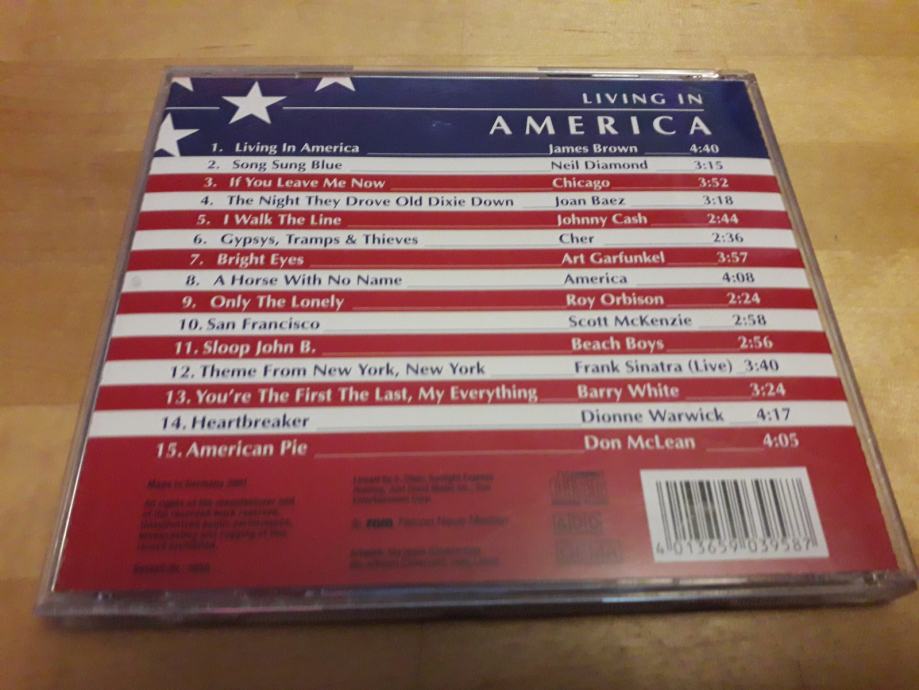 LIVING IN
AMERICA
1. Living In America James Brown 4:40
2. Song Sung Blue Neil Diamond 3:15
3. If You Leave Me Now Chicago 3:52
4. The Night They Drove Old Dixie Down Joan Baez 3:18
5. I Walk The Line Johnny Cash 2:44
6. Gypsys, Tramps & Thieves Cher 2:36
7. Bright Eyes Art Garfunkel 3:57
8. A Horse With No Name America 4:08
9. Only The Lonely Roy Orbison 2:24
10. San Francisco Scott McKenzie 2:58
11. Sloop John B. Beach Boys 2:56
12. Theme From New York, New York Frank Sinatra (Live) 3:40
13. You're The First The Last, My Everything Barry White 3:24
14. Heartbreaker Dionne Warwick 4:17
15. American Pie Don McLean 4:05
Made in Germany 2001
Falcon Neue Medien
4 013659 039587